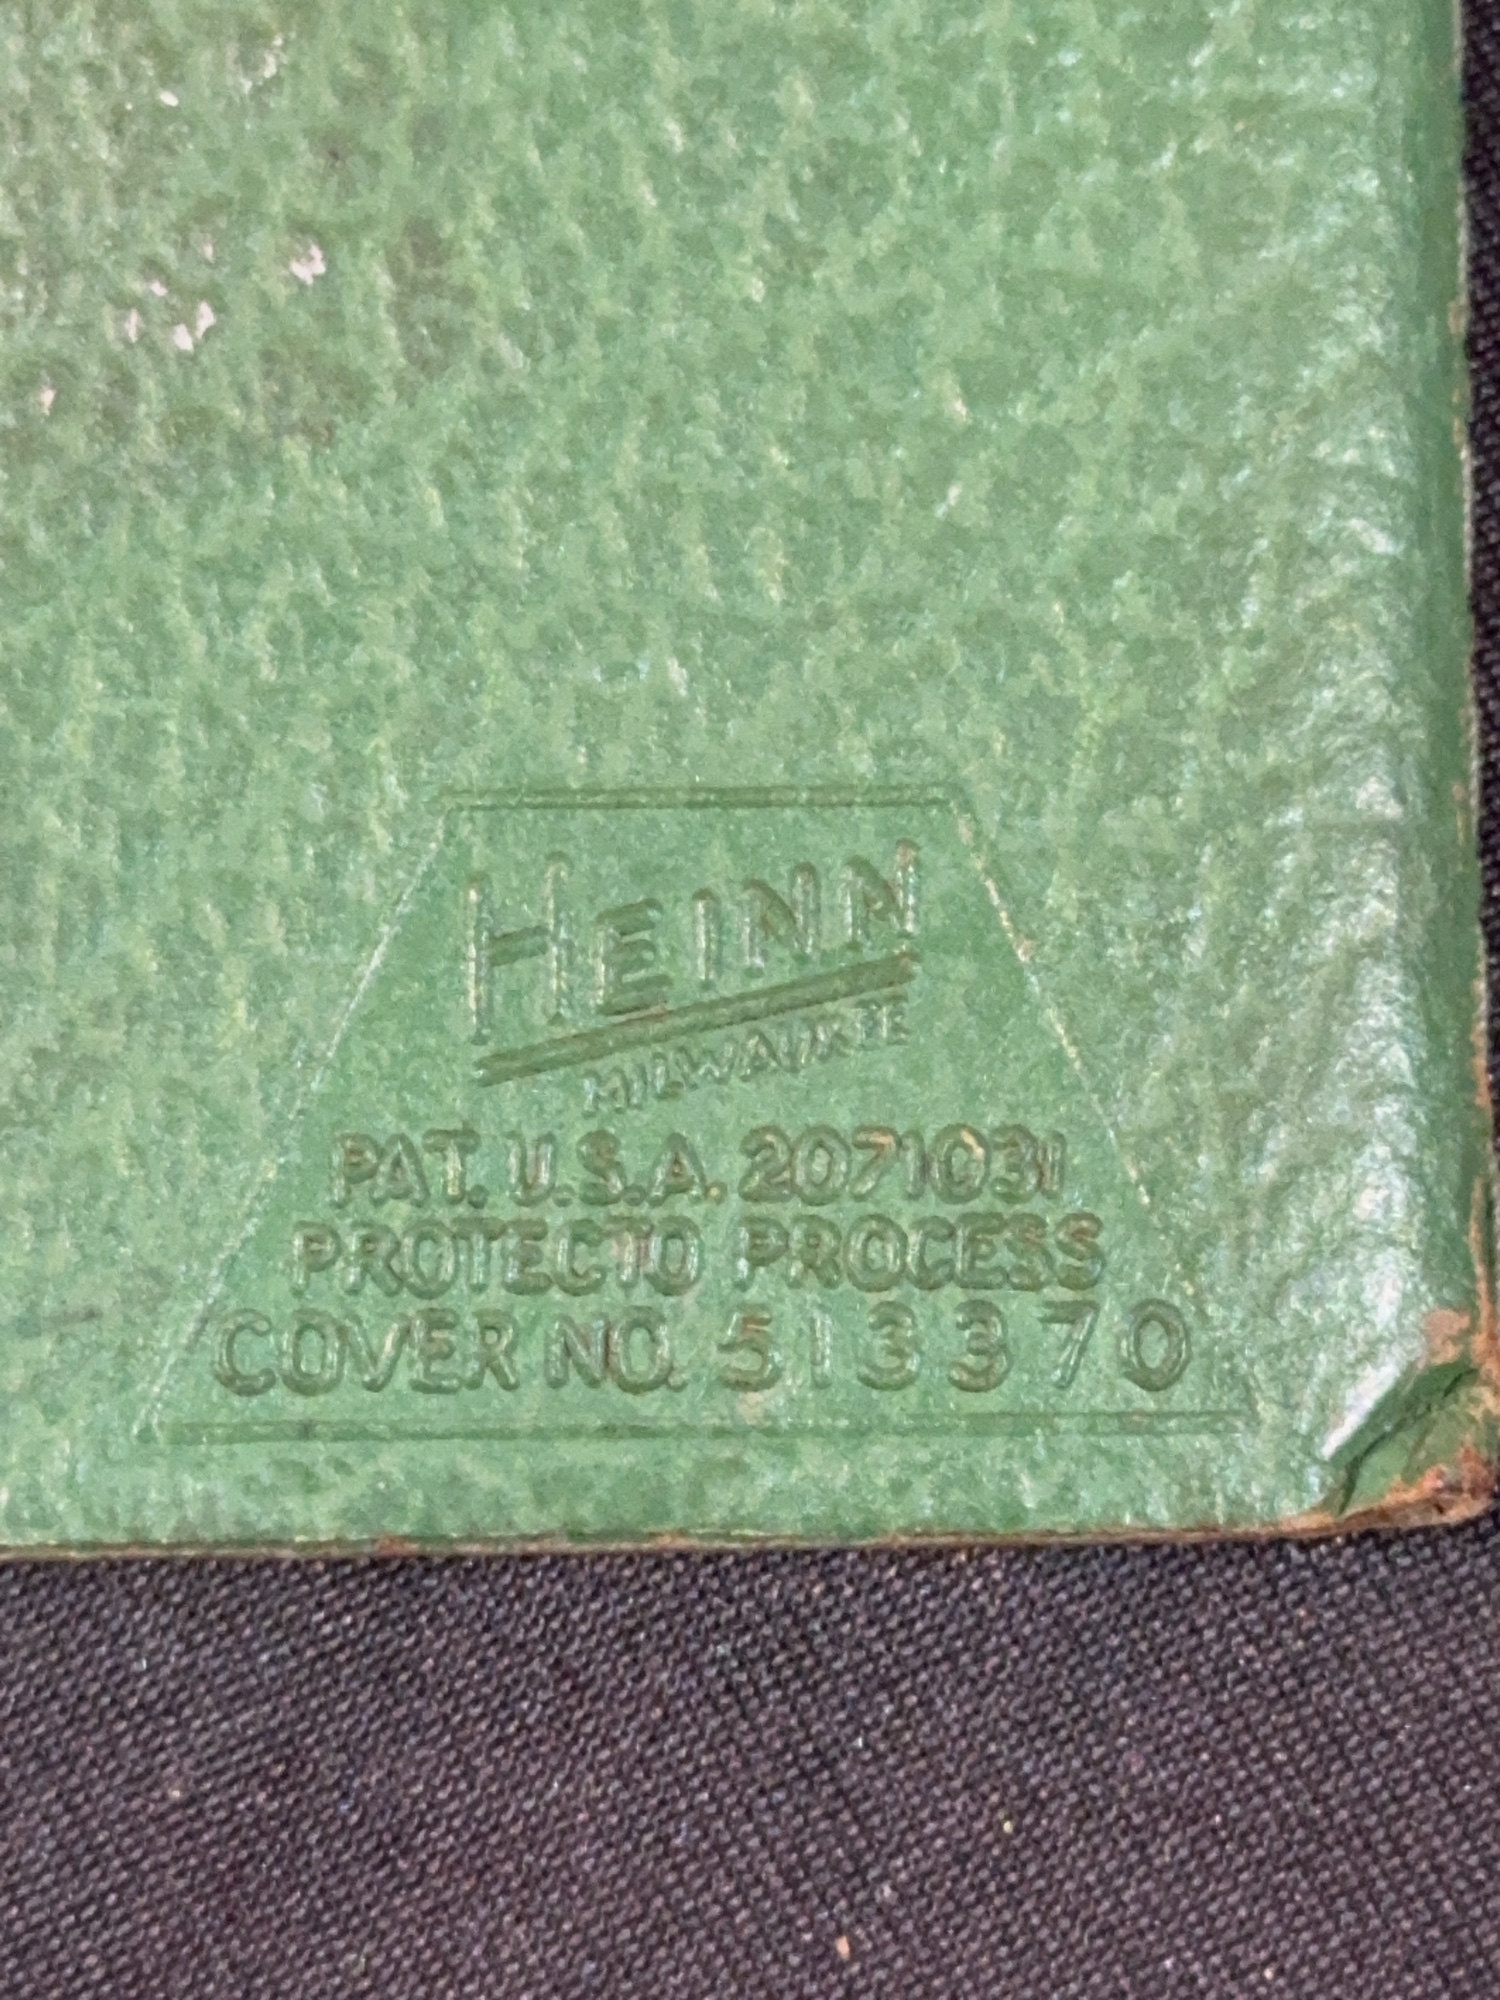 HEINN
MILWAUKEE
PAT. U.S.A. 2071031
PROTECTO PROCESS
COVER NO. 513370